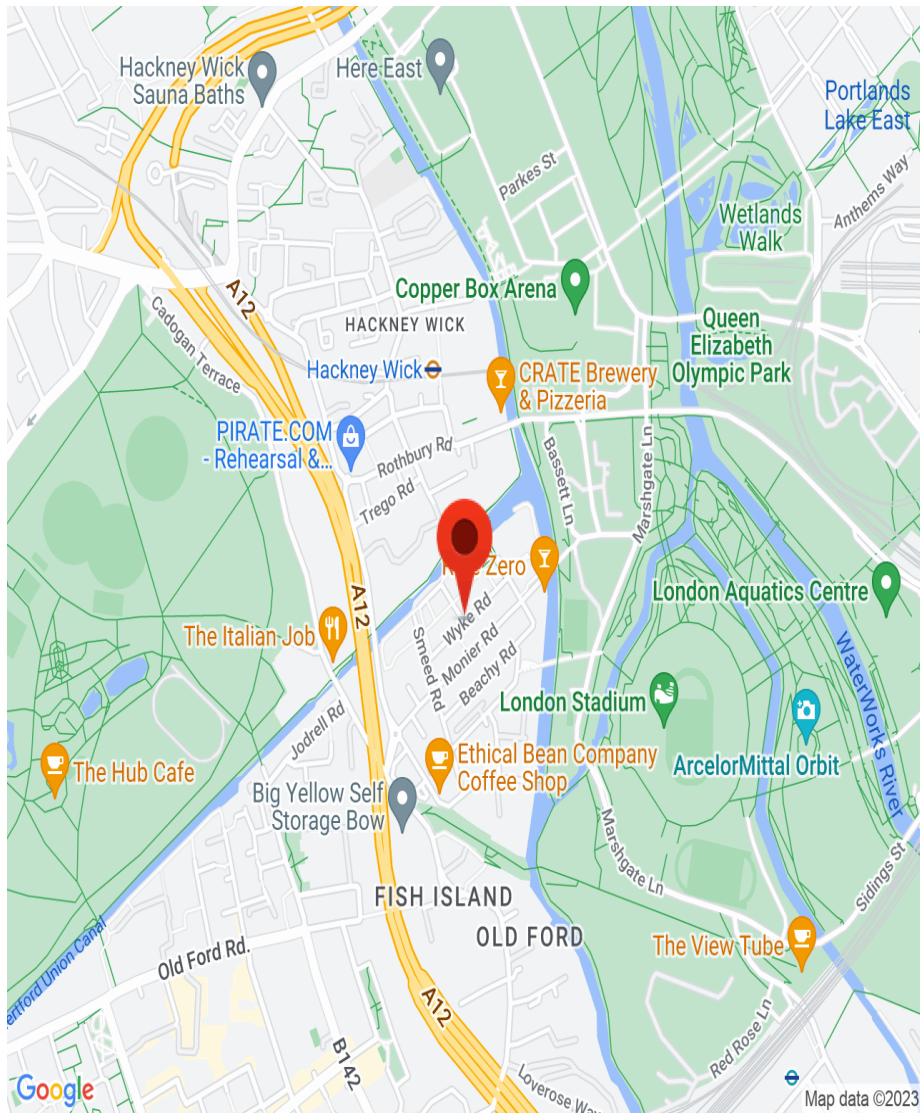 Hackney Wick
Sauna Baths
Here East
Portlands
Lake East
Parkes St
Anthems Way
Wetlands
Walk
A12
Copper Box Arena
Cadogan Terrace
HACKNEY WICK
Queen
Elizabeth
Olympic Park
Hackney Wick
CRATE Brewery
& Pizzeria
PIRATE.COM
- Rehearsal &...
Rothbury Rd
Bassett Ln
Marshgate Ln
Trego Rd
Zero
A12
London Aquatics Centre
The Italian Job
Wyke Rd
Smeed Rd
Monier Rd
Beachy Rd
WaterWorks River
London Stadium
Jodrell Rd
ArcelorMittal Orbit
The Hub Cafe
Ethical Bean Company
Coffee Shop
Big Yellow Self
Storage Bow
Marshgate Ln
Sidings St
FISH ISLAND
OLD FORD
The View Tube
Old Ford Rd.
ertford Union Canal
A12
Red Rose Ln
B142
Loverose Way
Google
Map data ©2023